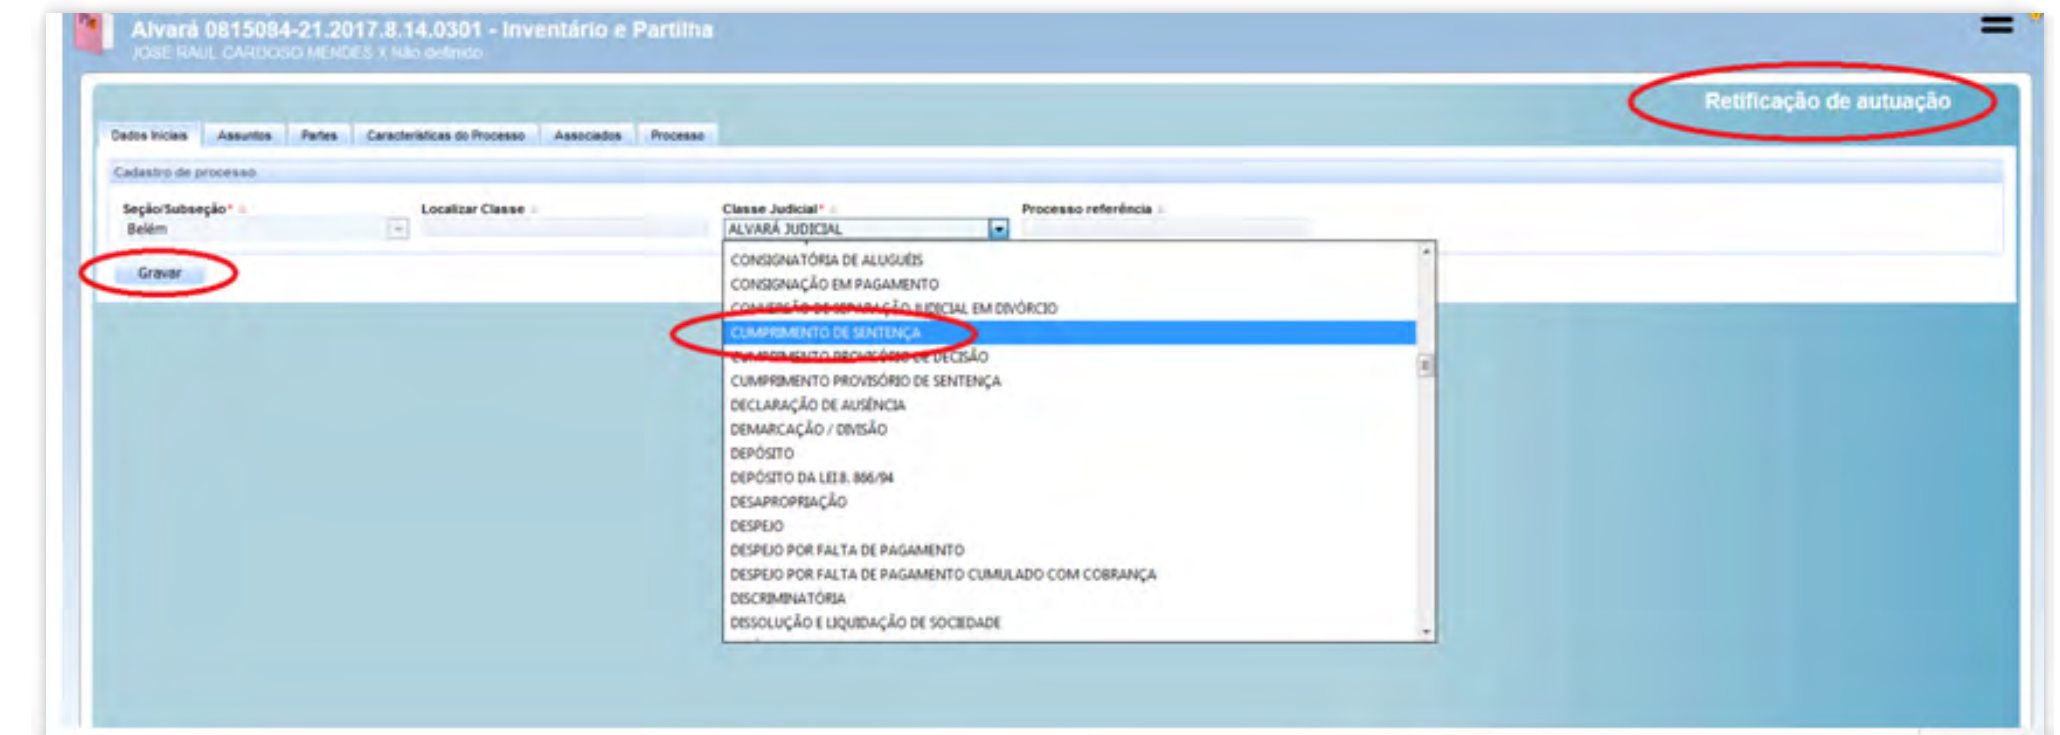 Alvará 0815084-21.2017.8.14.0301 - Inventário e Partilha
JOSE RAUL CARDOSO MENDES X Não definido
Retificação de autuação
Dados Iniciais Assuntos Partes Características do Processo Associados Processo
Cadastro de processo
Seção/Subseção* Localizar Classe Classe Judicial* Processo referência
Belém ALVARÁ JUDICIAL
Gravar
CONSIGNATÓRIA DE ALUGUÉIS
CONSIGNAÇÃO EM PAGAMENTO
CONVERSÃO DE SEPARAÇÃO JUDICIAL EM DIVÓRCIO
CUMPRIMENTO DE SENTENÇA
CUMPRIMENTO PROVISÓRIO DE DECISÃO
CUMPRIMENTO PROVISÓRIO DE SENTENÇA
DECLARAÇÃO DE AUSÊNCIA
DEMARCAÇÃO / DIVISÃO
DEPÓSITO
DEPÓSITO DA LEI 8. 866/94
DESAPROPRIAÇÃO
DESPEJO
DESPEJO POR FALTA DE PAGAMENTO
DESPEJO POR FALTA DE PAGAMENTO CUMULADO COM COBRANÇA
DISCRIMINATÓRIA
DISSOLUÇÃO E LIQUIDAÇÃO DE SOCIEDADE